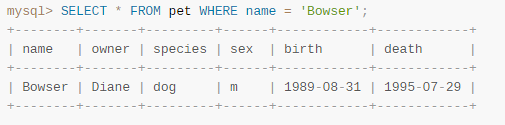 mysql> SELECT * FROM pet WHERE name = 'Bowser';
+--------+-------+---------+------+------------+------------+
| name   | owner | species | sex  | birth      | death      |
+--------+-------+---------+------+------------+------------+
| Bowser | Diane | dog     | m    | 1989-08-31 | 1995-07-29 |
+--------+-------+---------+------+------------+------------+